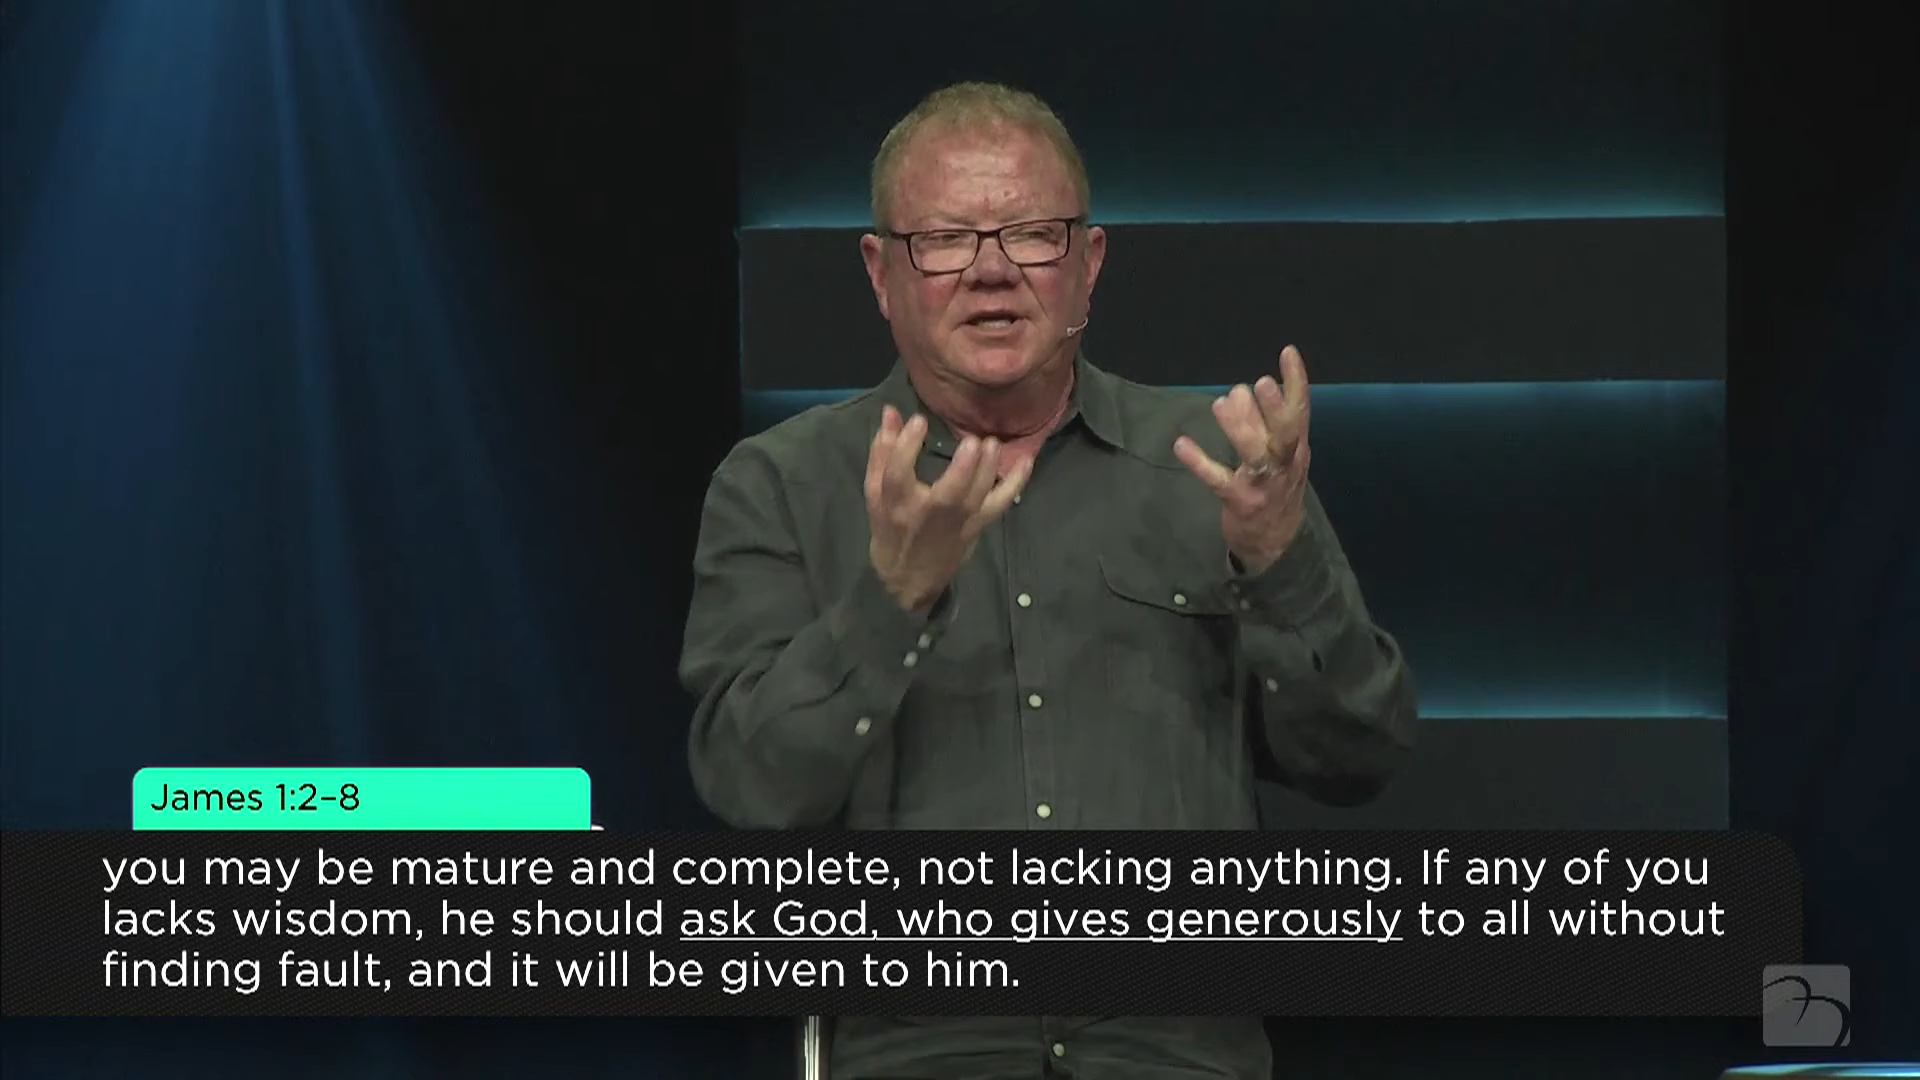 James 1:2–8
you may be mature and complete, not lacking anything. If any of you
lacks wisdom, he should ask God, who gives generously to all without
finding fault, and it will be given to him.